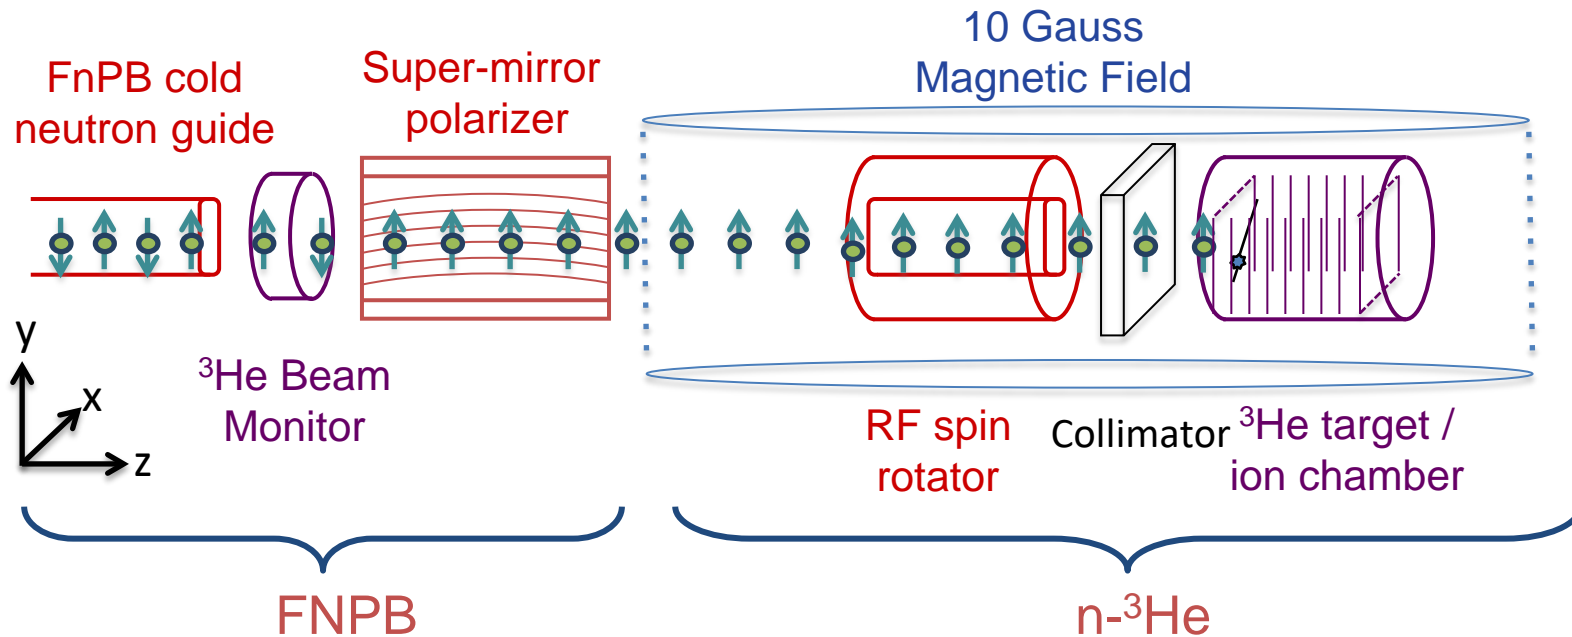 10 Gauss
Magnetic Field
FnPB cold
neutron guide
Super-mirror
polarizer
y
x
z
³He Beam
Monitor
RF spin
rotator
Collimator
³He target /
ion chamber
FNPB
n-³He